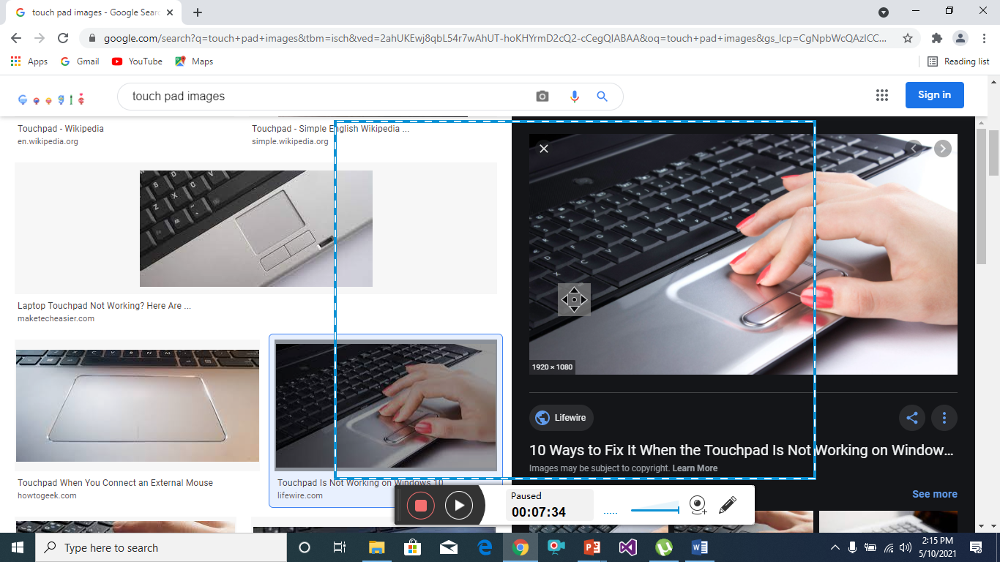 touch pad images - Google Sear
google.com/search?q=touch+pad+images&tbm=isch&ved=2ahUKEwj8qbL54r7wAhUT-hoKHYrmD2cQ2-cCegQIABAA&oq=touch+pad+images&gs_lcp=CgNpbWcQAzICC...
Apps Gmail YouTube Maps Reading list
touch pad images Sign in
Touchpad - Wikipedia Touchpad - Simple English Wikipedia ...
en.wikipedia.org simple.wikipedia.org
Laptop Touchpad Not Working? Here Are ...
maketecheasier.com
1920 × 1080
Lifewire
10 Ways to Fix It When the Touchpad Is Not Working on Window...
Images may be subject to copyright. Learn More
Touchpad When You Connect an External Mouse Touchpad Is Not Working on Windows 10
howtogeek.com lifewire.com
See more
Paused
00:07:34
.....
Type here to search
2:15 PM
5/10/2021